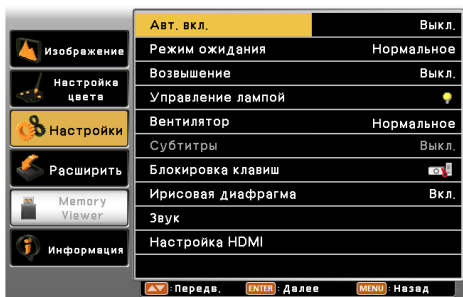 Изображение
Настройка
цвета
Настройки
Расширить
Memory
Viewer
Информация
Авт. вкл. Выкл.
Режим ожидания Нормальное
Возвышение Выкл.
Управление лампой
Вентилятор Нормальное
Субтитры Выкл.
Блокировка клавиш
Ирисовая диафрагма Вкл.
Звук
Настройка HDMI
:Передв. ENTER :Далее MENU :Назад